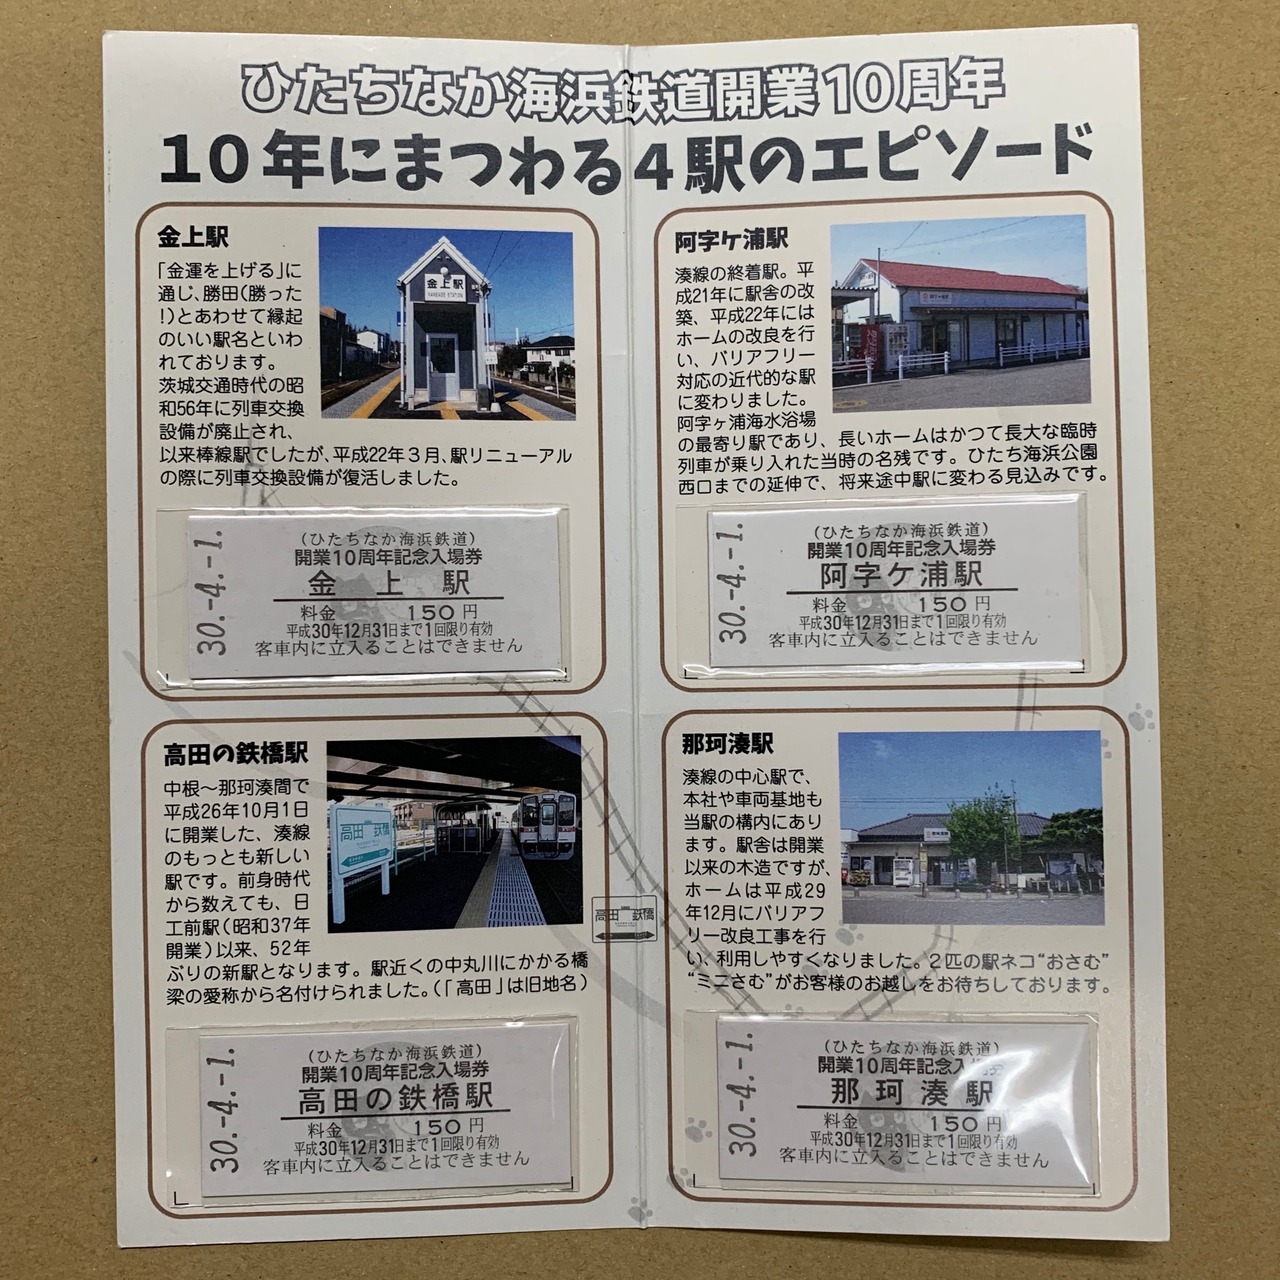 ひたちなか海浜鉄道開業10周年
10年にまつわる4駅のエピソード
金上駅
「金運を上げる」に
通じ、勝田(勝った
!)とあわせて縁起
のいい駅名といわ
れております。
茨城交通時代の昭
和56年に列車交換
設備が廃止され、
以来棒線駅でしたが、平成22年3月、駅リニューアル
の際に列車交換設備が復活しました。
金上駅
KANEAGE STATION
(ひたちなか海浜鉄道)
開業10周年記念入場券
金上駅
料金 150円
平成30年12月31日まで1回限り有効
客車内に立入ることはできません
30.-4.-1.
阿字ケ浦駅
湊線の終着駅。平
成21年に駅舎の改
築、平成22年には
ホームの改良を行
い、バリアフリー
対応の近代的な駅
に変わりました。
阿字ヶ浦海水浴場
の最寄り駅であり、長いホームはかつて長大な臨時
列車が乗り入れた当時の名残です。ひたち海浜公園
西口までの延伸で、将来途中駅に変わる見込みです。
(ひたちなか海浜鉄道)
開業10周年記念入場券
阿字ケ浦駅
料金 150円
平成30年12月31日まで1回限り有効
客車内に立入ることはできません
30.-4.-1.
高田の鉄橋駅
中根〜那珂湊間で
平成26年10月1日
に開業した、湊線
のもっとも新しい
駅です。前身時代
から数えても、日
工前駅(昭和37年
開業)以来、52年
ぶりの新駅となります。駅近くの中丸川にかかる橋
梁の愛称から名付けられました。(「高田」は旧地名)
高田 鉄橋
高田 鉄橋
(ひたちなか海浜鉄道)
開業10周年記念入場券
高田の鉄橋駅
料金 150円
平成30年12月31日まで1回限り有効
客車内に立入ることはできません
30.-4.-1.
那珂湊駅
湊線の中心駅で、
本社や車両基地も
当駅の構内にあり
ます。駅舎は開業
以来の木造ですが、
ホームは平成29
年12月にバリアフ
リー改良工事を行
い、利用しやすくなりました。2匹の駅ネコ“おさむ”
“ミニさむ”がお客様のお越しをお待ちしております。
(ひたちなか海浜鉄道)
開業10周年記念入場券
那珂湊駅
料金 150円
平成30年12月31日まで1回限り有効
客車内に立入ることはできません
30.-4.-1.